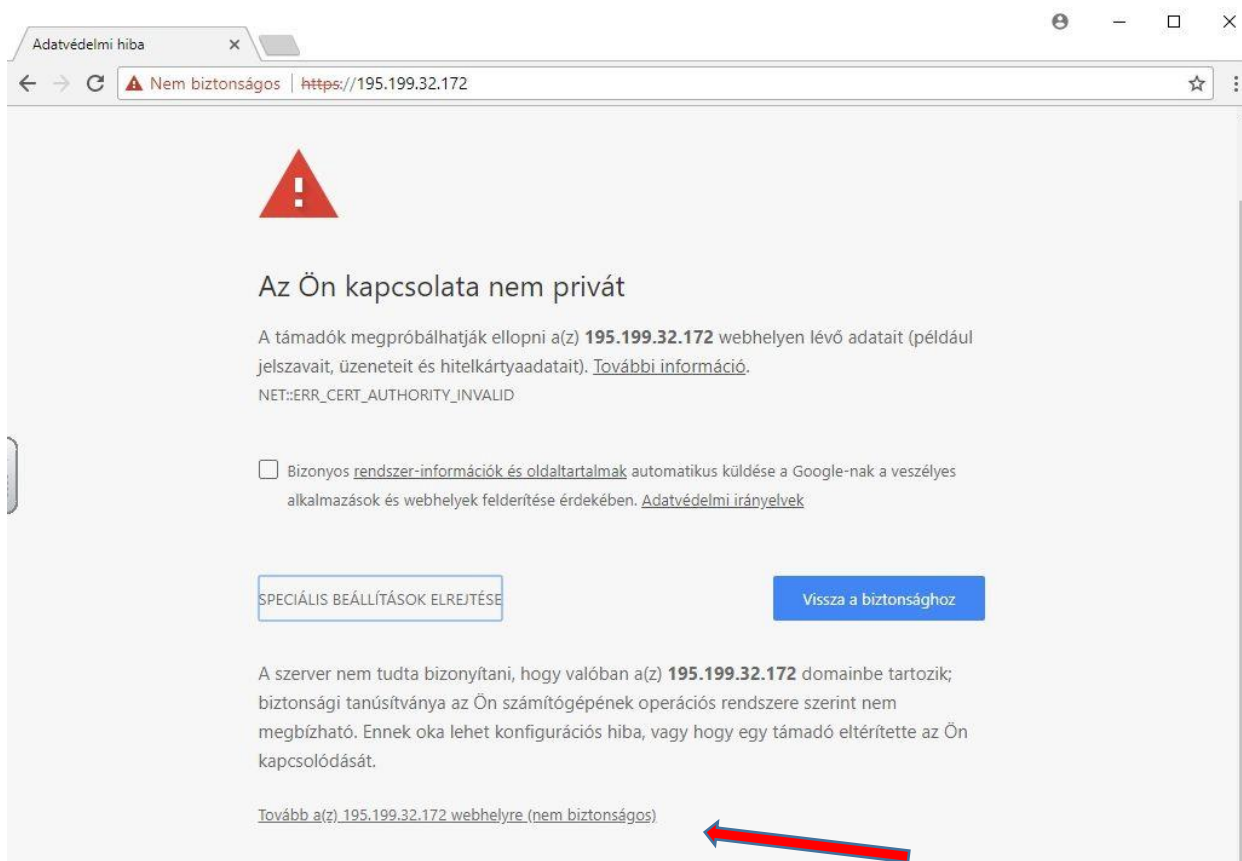 Adatvédelmi hiba
Nem biztonságos | https://195.199.32.172
Az Ön kapcsolata nem privát
A támadók megpróbálhatják ellopni a(z) 195.199.32.172 webhelyen lévő adatait (például
jelszavait, üzeneteit és hitelkártyaadatait). További információ.
NET::ERR_CERT_AUTHORITY_INVALID
Bizonyos rendszer-információk és oldaltartalmak automatikus küldése a Google-nak a veszélyes
alkalmazások és webhelyek felderítése érdekében. Adatvédelmi irányelvek
SPECIÁLIS BEÁLLÍTÁSOK ELREJTÉSE
Vissza a biztonsághoz
A szerver nem tudta bizonyítani, hogy valóban a(z) 195.199.32.172 domainbe tartozik;
biztonsági tanúsítványa az Ön számítógépének operációs rendszere szerint nem
megbízható. Ennek oka lehet konfigurációs hiba, vagy hogy egy támadó eltérítette az Ön
kapcsolódását.
Tovább a(z) 195.199.32.172 webhelyre (nem biztonságos)